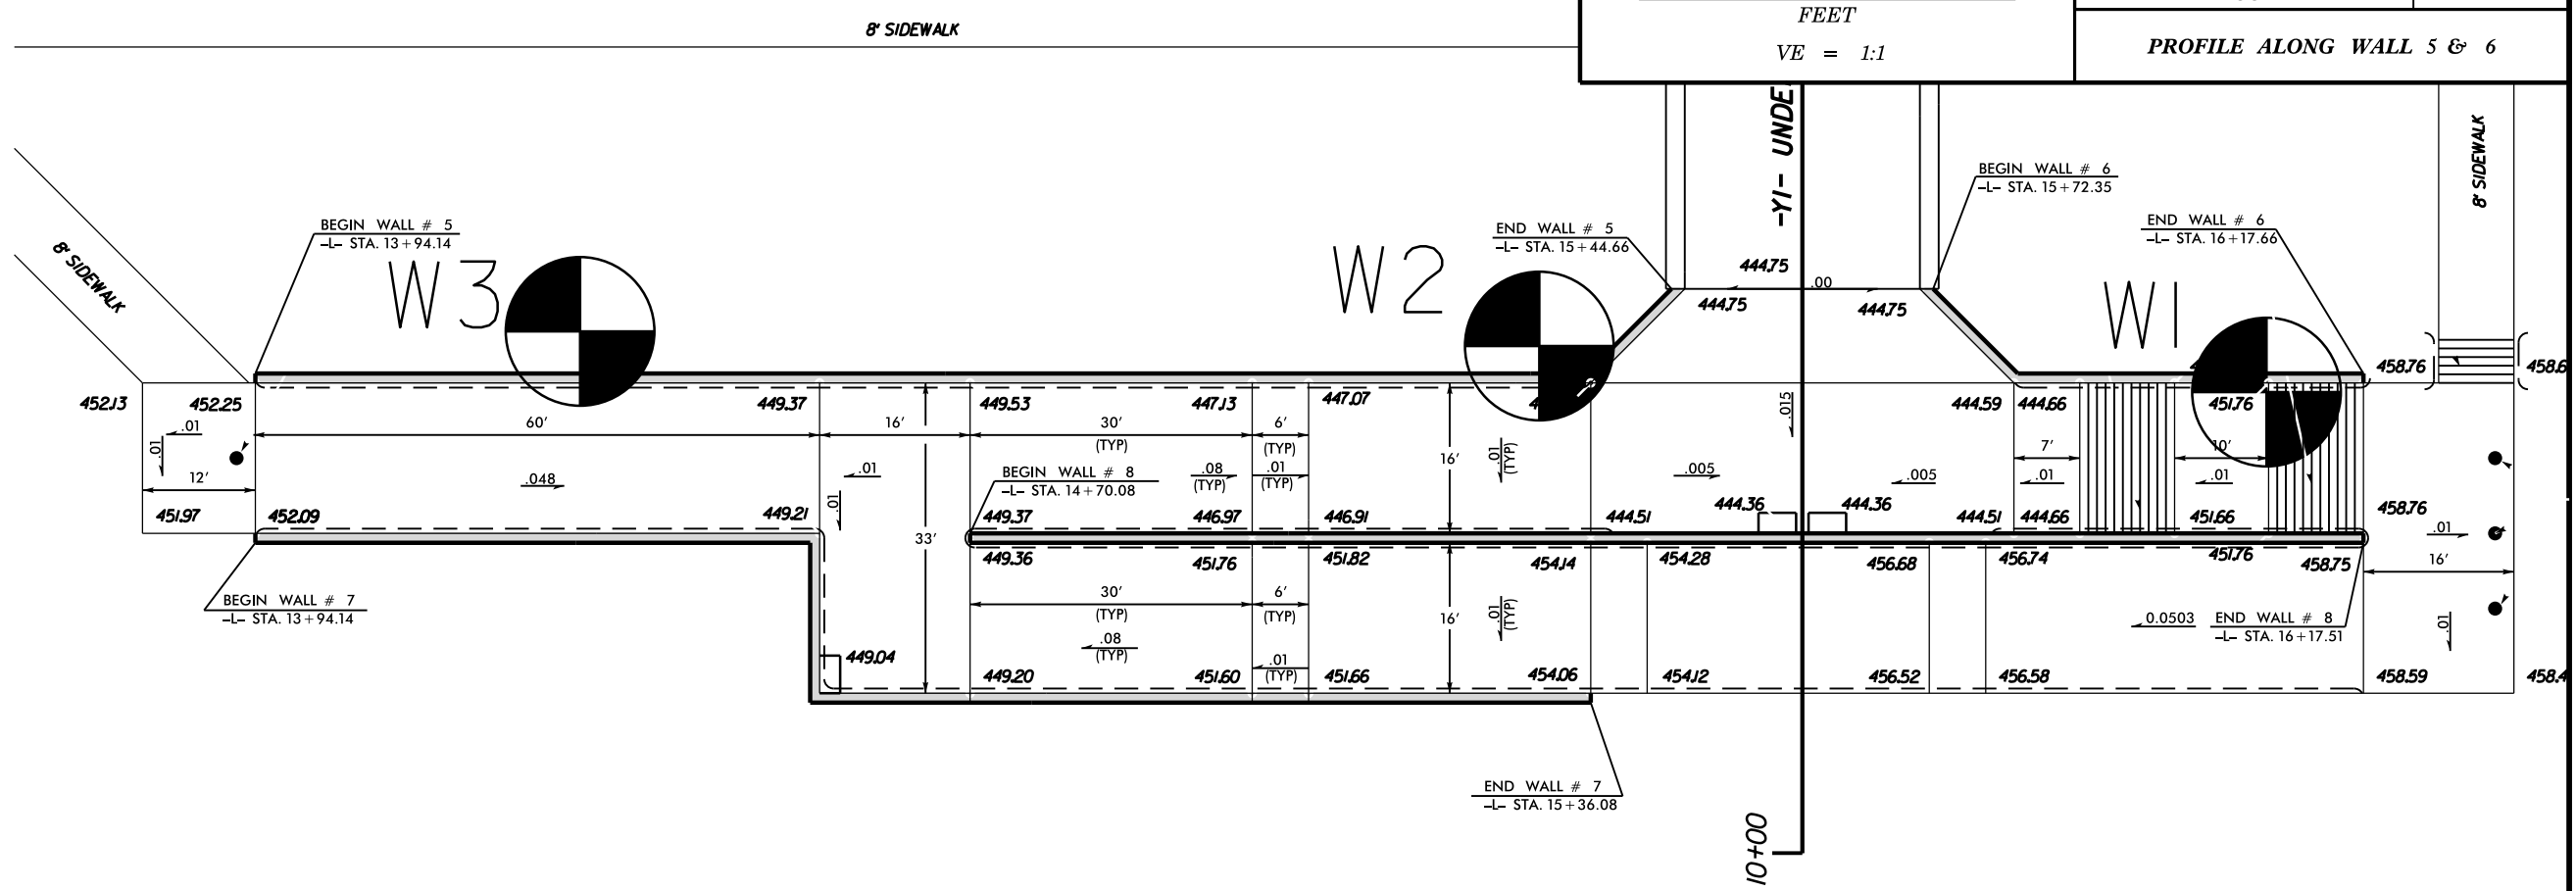 8' SIDEWALK
FEET
VE = 1:1
PROFILE ALONG WALL 5 & 6
-Y1- UNDE
8' SIDEWALK
8' SIDEWALK
BEGIN WALL # 5
-L- STA. 13+94.14
W3
END WALL # 5
-L- STA. 15+44.66
W2
BEGIN WALL # 6
-L- STA. 15+72.35
END WALL # 6
-L- STA. 16+17.66
W1
444.75
.00
444.75
444.75
458.76
458.6
452.13
452.25
449.37
449.53
447.13
447.07
444.59
444.66
451.76
.01
.01
60'
16'
30'
(TYP)
6'
(TYP)
16'
.01
(TYP)
.015
7'
10'
12'
.048
.01
.01
BEGIN WALL # 8
-L- STA. 14+70.08
.08
(TYP)
.01
(TYP)
.005
.005
.01
.01
451.97
452.09
449.21
449.37
446.97
446.91
444.51
444.36
444.36
444.51
444.66
451.66
458.76
33'
.01
449.36
451.76
451.82
454.14
454.28
456.68
456.74
451.76
458.75
16'
BEGIN WALL # 7
-L- STA. 13+94.14
30'
(TYP)
6'
(TYP)
16'
.01
(TYP)
0.0503
END WALL # 8
-L- STA. 16+17.51
.01
449.04
.08
(TYP)
.01
(TYP)
449.20
451.60
451.66
454.06
454.12
456.52
456.58
458.59
458.4
END WALL # 7
-L- STA. 15+36.08
10+00